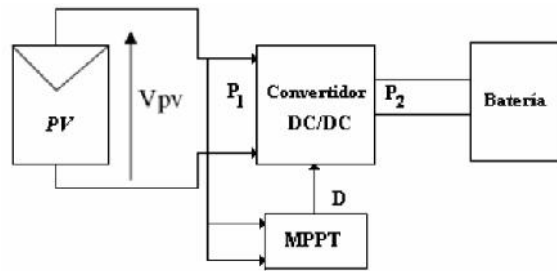 PV
Vpv
P1
Convertidor
DC/DC
P2
Batería
D
MPPT